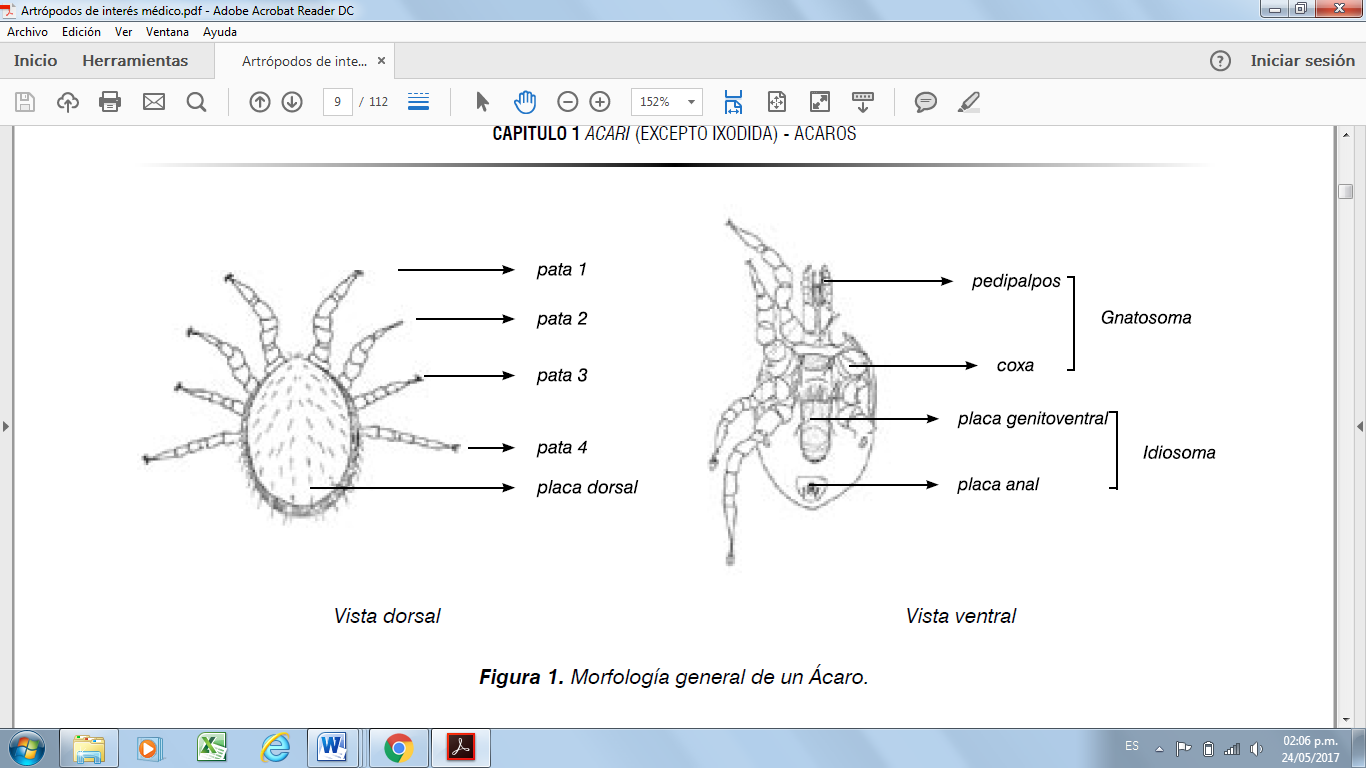 Artrópodos de interés médico.pdf - Adobe Acrobat Reader DC
Archivo Edición Ver Ventana Ayuda
Inicio Herramientas Artrópodos de inte... × ? Iniciar sesión
9 / 112 152%
CAPITULO 1 ACARI (EXCEPTO IXODIDA) - ACAROS
pata 1
pata 2
pata 3
pata 4
placa dorsal
Vista dorsal
pedipalpos
Gnatosoma
coxa
placa genitoventral
Idiosoma
placa anal
Vista ventral
Figura 1. Morfología general de un Ácaro.
ES
02:06 p.m.
24/05/2017